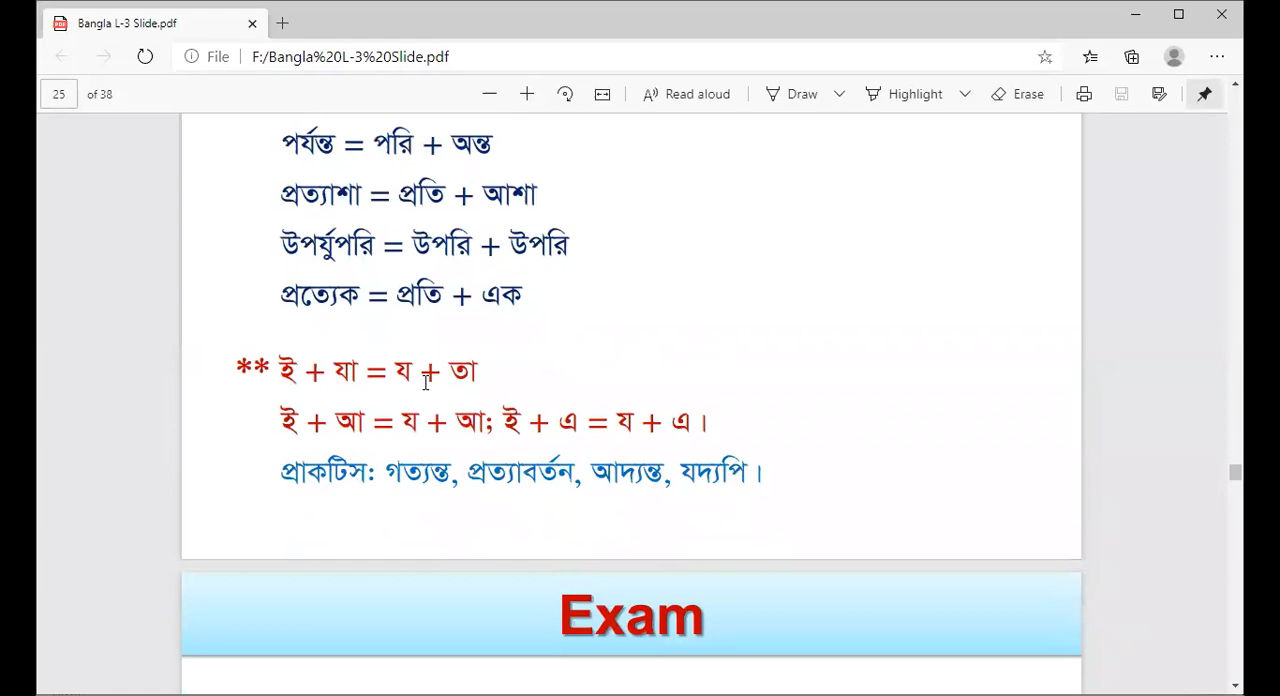 Bangla L-3 Slide.pdf
File F:/Bangla%20L-3%20Slide.pdf
25 of 38 Read aloud Draw Highlight Erase
পর্যন্ত = পরি + অন্ত
প্রত্যাশা = প্রতি + আশা
উপর্যুপরি = উপরি + উপরি
প্রত্যেক = প্রতি + এক
** ই + যা = য + তা
ই + আ = য + আ; ই + এ = য + এ।
প্রাকটিস: গত্যন্ত, প্রত্যাবর্তন, আদ্যন্ত, যদ্যপি।
Exam